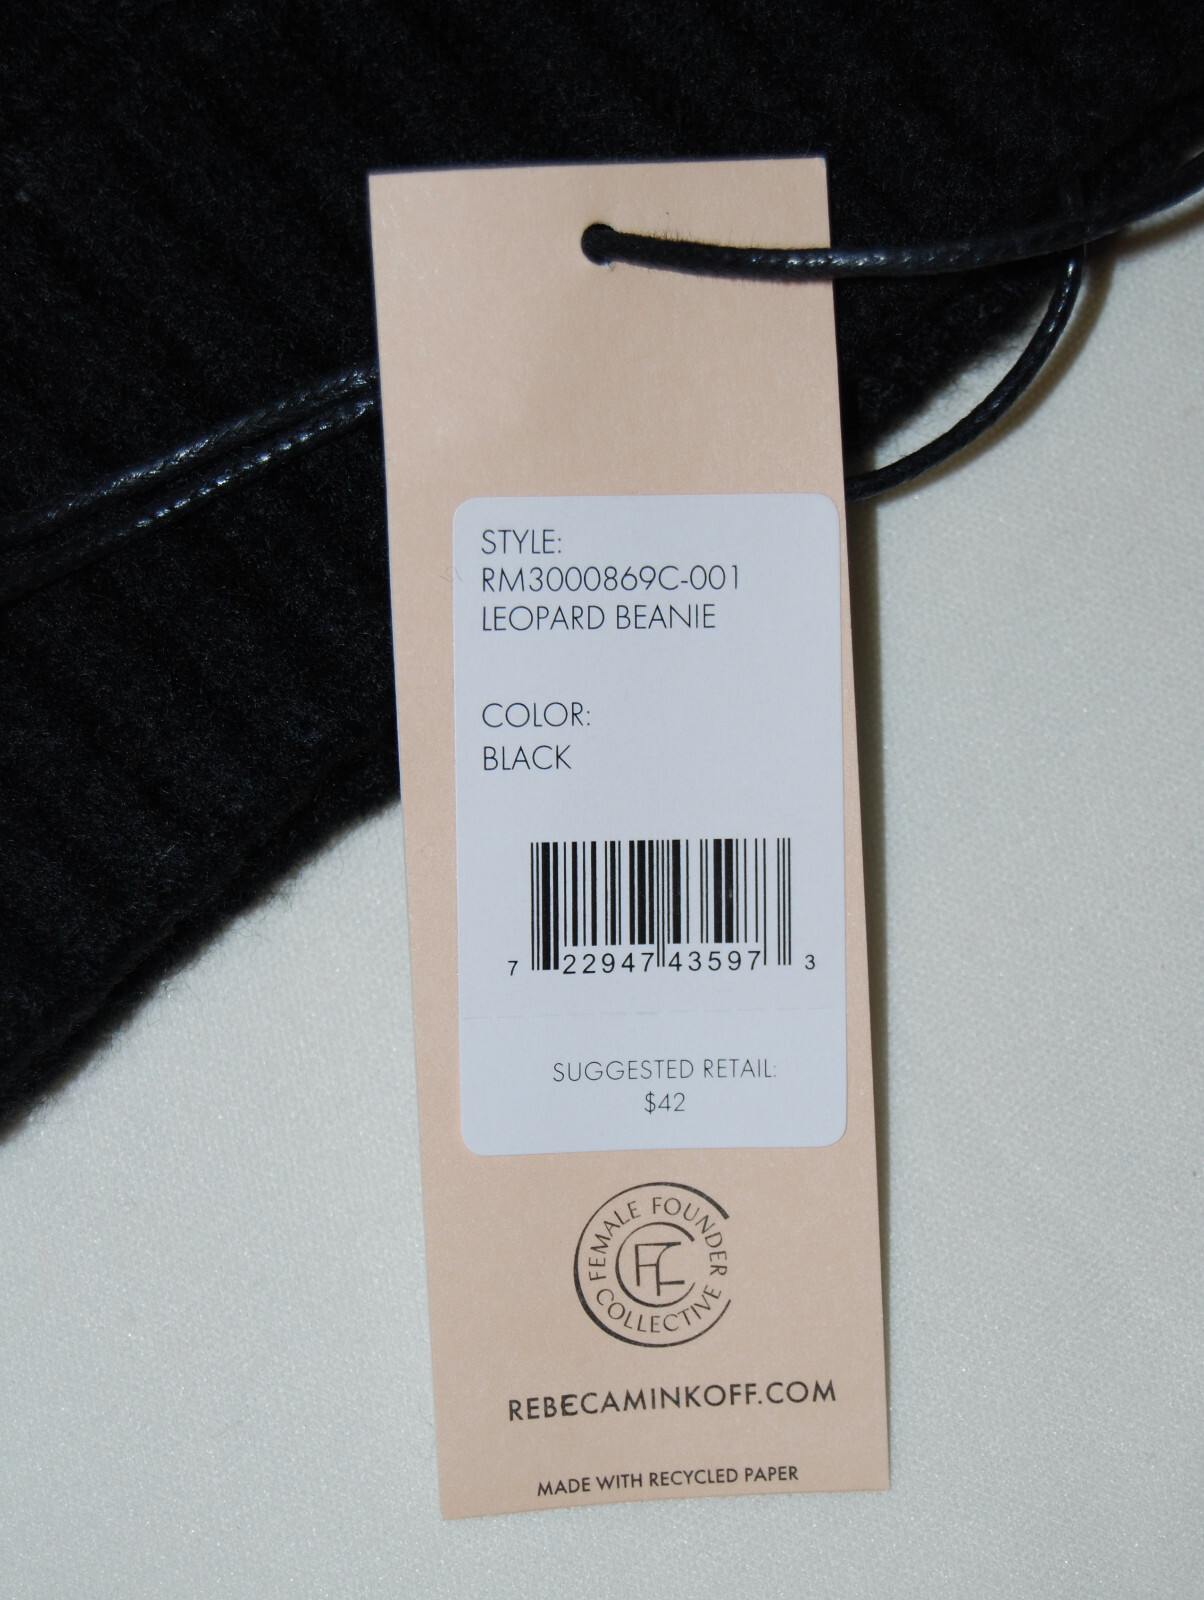 STYLE:
RM3000869C-001
LEOPARD BEANIE
COLOR:
BLACK
7 22947 43597 3
SUGGESTED RETAIL:
$42
FEMALE FOUNDER
COLLECTIVE
FFC
REBECAMINKOFF.COM
MADE WITH RECYCLED PAPER